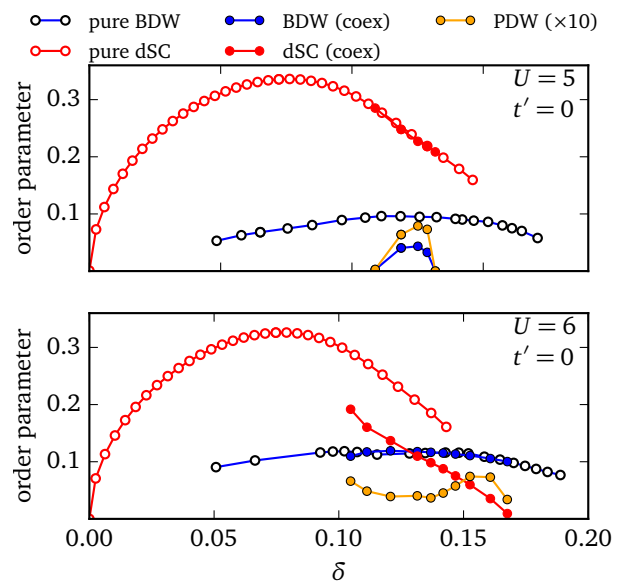 pure BDW BDW (coex) PDW (×10)
pure dSC dSC (coex)
order parameter
0.3
0.2
0.1
U = 5
t′ = 0
order parameter
0.3
0.2
0.1
U = 6
t′ = 0
0.00 0.05 0.10 0.15 0.20
δ